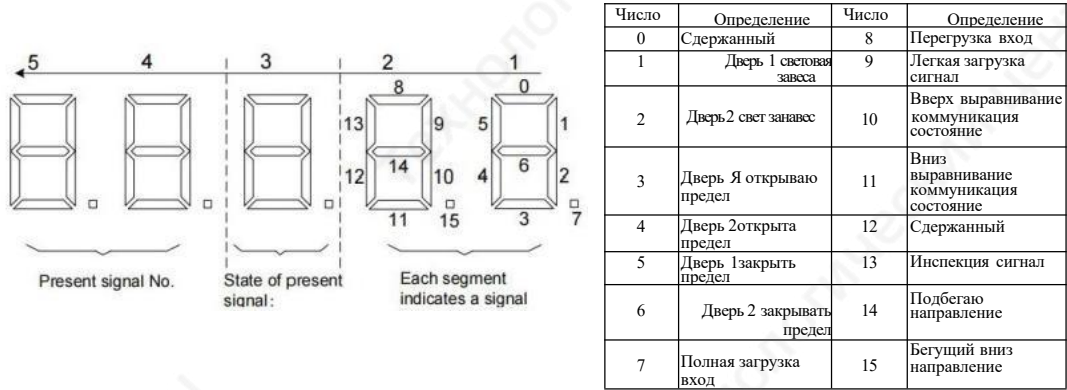 5 4 3 2 1
8 0
13 9 5 1
14 6
12 10 4 2
11 15 3 7
Present signal No.
State of present
signal:
Each segment
indicates a signal
Число Определение Число Определение
0 Сдержанный 8 Перегрузка вход
1 Дверь 1 световая
завеса
9 Легкая загрузка
сигнал
2 Дверь2 свет занавес 10 Вверх выравнивание
коммуникация
состояние
3 Дверь Я открываю
предел
11 Вниз
выравнивание
коммуникация
состояние
4 Дверь 2открыта
предел
12 Сдержанный
5 Дверь 1закрыть
предел
13 Инспекция сигнал
6 Дверь 2 закрывать
предел
14 Подбегаю
направление
7 Полная загрузка
вход
15 Бегущий вниз
направление